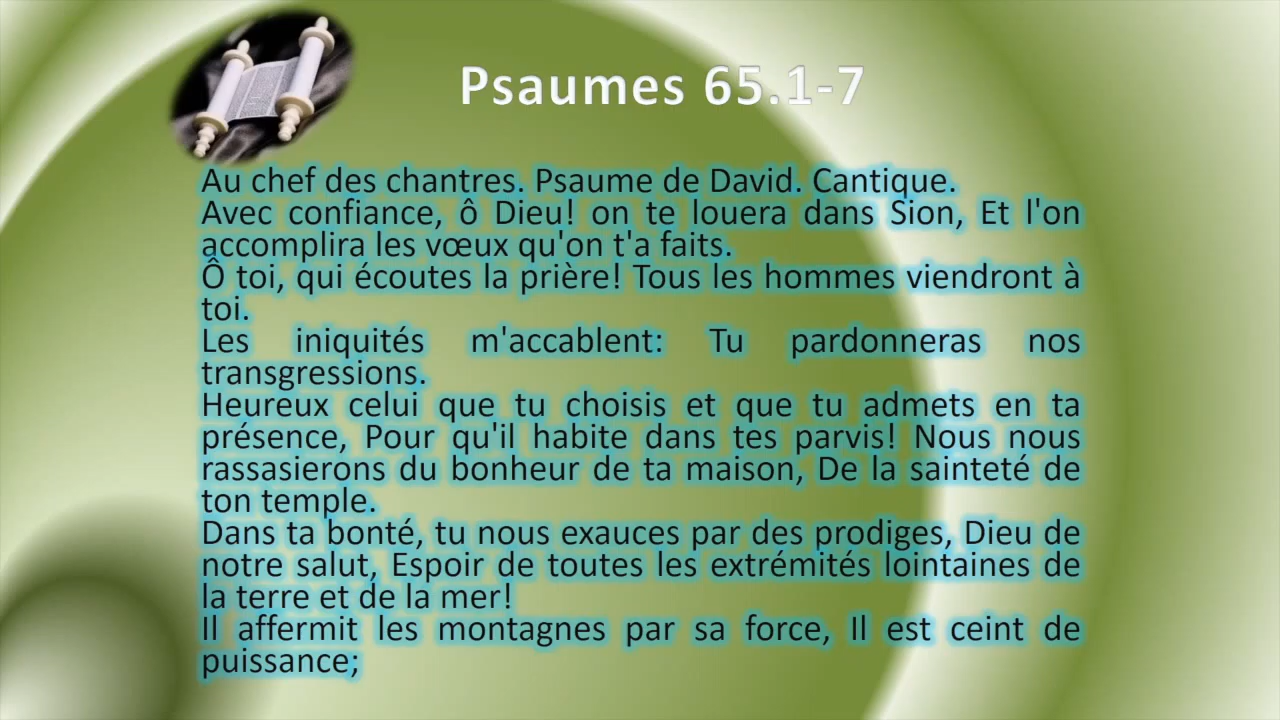 Psaumes 65.1-7
Au chef des chantres. Psaume de David. Cantique.
Avec confiance, ô Dieu! on te louera dans Sion, Et l'on
accomplira les vœux qu'on t'a faits.
Ô toi, qui écoutes la prière! Tous les hommes viendront à
toi.
Les iniquités m'accablent: Tu pardonneras nos
transgressions.
Heureux celui que tu choisis et que tu admets en ta
présence, Pour qu'il habite dans tes parvis! Nous nous
rassasierons du bonheur de ta maison, De la sainteté de
ton temple.
Dans ta bonté, tu nous exauces par des prodiges, Dieu de
notre salut, Espoir de toutes les extrémités lointaines de
la terre et de la mer!
Il affermit les montagnes par sa force, Il est ceint de
puissance;